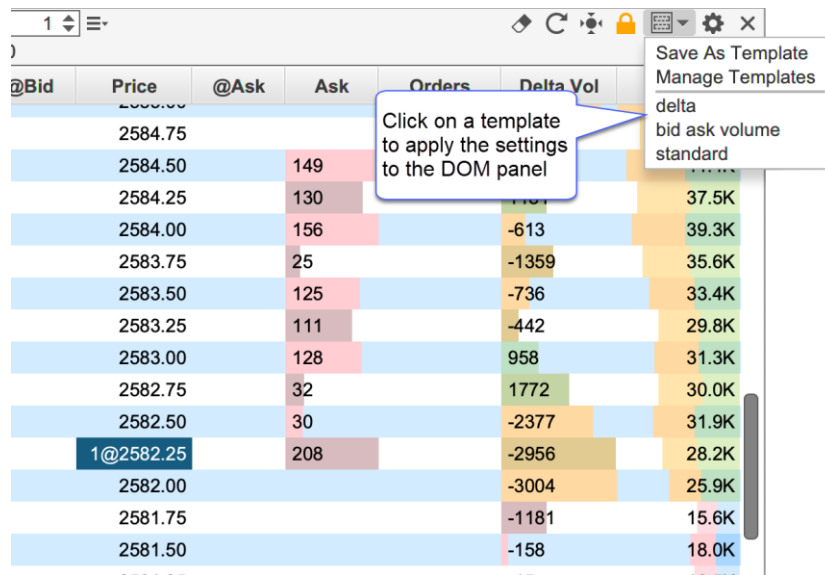 1
)
@Bid Price @Ask Ask Orders Delta Vol
Save As Template
Manage Templates
delta
bid ask volume
standard
Click on a template
to apply the settings
to the DOM panel
2584.75
2584.50 149
2584.25 130 37.5K
2584.00 156 -613 39.3K
2583.75 25 -1359 35.6K
2583.50 125 -736 33.4K
2583.25 111 -442 29.8K
2583.00 128 958 31.3K
2582.75 32 1772 30.0K
2582.50 30 -2377 31.9K
1@2582.25 208 -2956 28.2K
2582.00 -3004 25.9K
2581.75 -1181 15.6K
2581.50 -158 18.0K